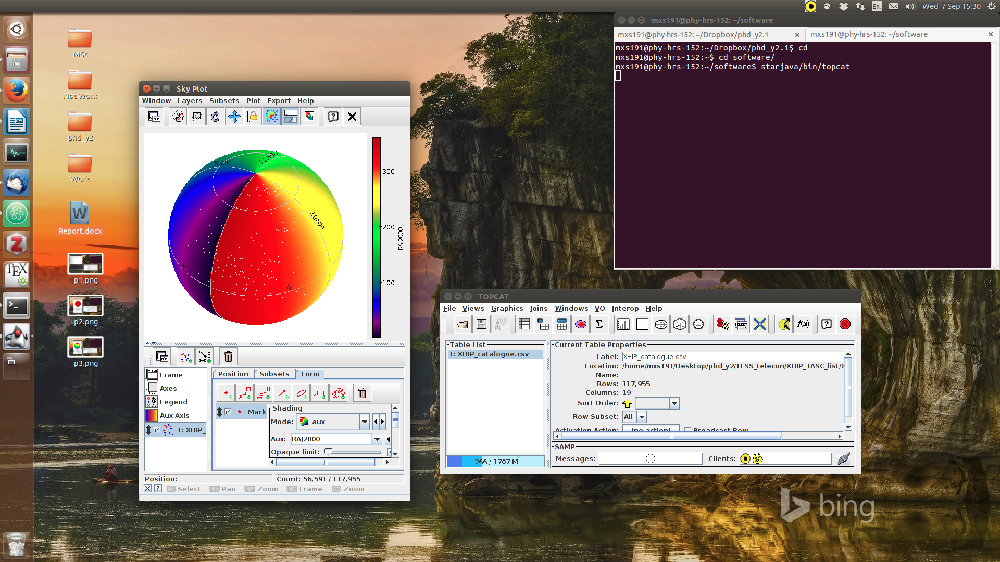 En1
Wed 7 Sep 15:30
mxs191@phy-hrs-152: ~/software
mxs191@phy-hrs-152: ~/Dropbox/phd_y2.1
mxs191@phy-hrs-152: ~/software
mxs191@phy-hrs-152:~/Dropbox/phd_y2.1$ cd
mxs191@phy-hrs-152:~$ cd software/
mxs191@phy-hrs-152:~/software$ starjava/bin/topcat
MSc
Not Work
phd_y2
Work
W
Report.docx
p1.png
p2.png
p3.png
Z
TEX
>_
Sky Plot
Window Layers Subsets Plot Export Help
6h00
12h00
18h00
0
0
300
200
100
RAJ2000
Frame
Axes
Legend
Aux Axis
1: XHIP_
Position Subsets Form
Mark
Shading
Mode: aux
Aux: RAJ2000
Opaque limit:
Position:
Count: 56,591 / 117,955
Select Pan Zoom Frame Zoom
TOPCAT
File Views Graphics Joins Windows VO Interop Help
Σ
SELECT FROM
f(x)
Table List
1: XHIP_catalogue.csv
266 / 1707 M
Current Table Properties
Label: XHIP_catalogue.csv
Location: /home/mxs191/Desktop/phd_y2/TESS_telecon/XHIP_TASC_list/X
Name:
Rows: 117,955
Columns: 19
Sort Order:
Row Subset: All
Activation Action: (no action) Broadcast Row
SAMP
Messages:
Clients:
bing